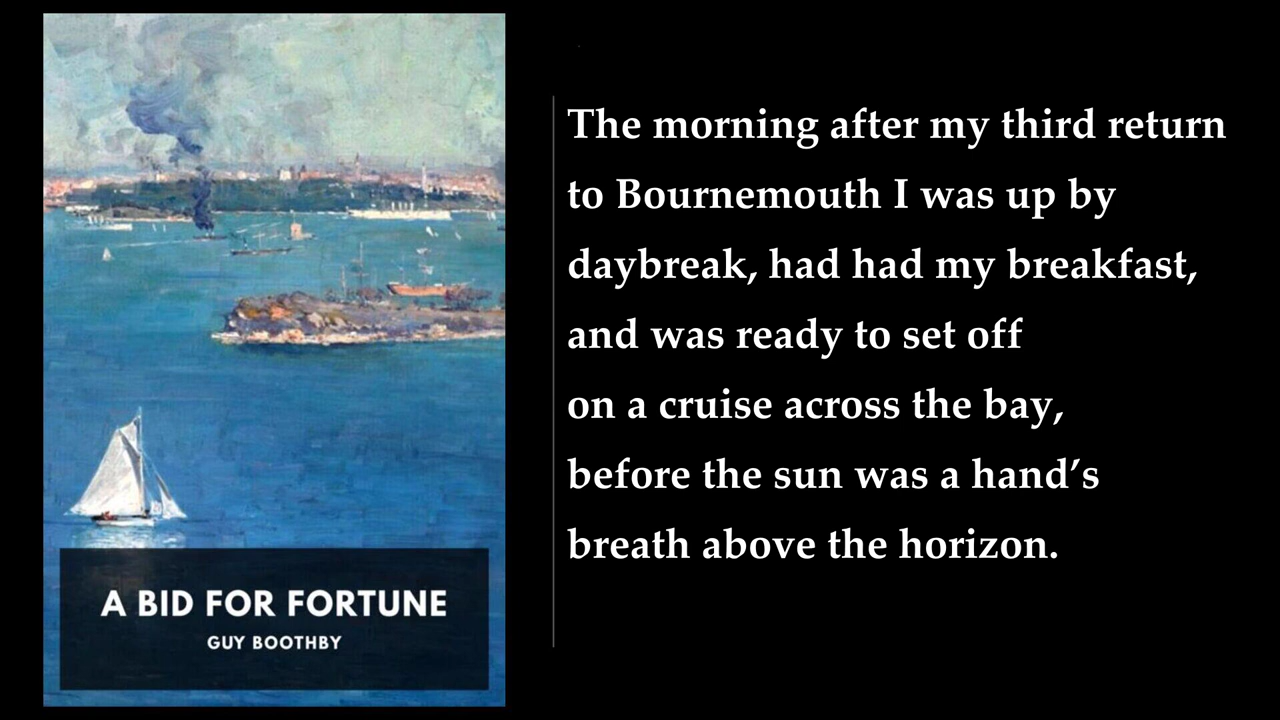 A BID FOR FORTUNE
GUY BOOTHBY
The morning after my third return
to Bournemouth I was up by
daybreak, had had my breakfast,
and was ready to set off
on a cruise across the bay,
before the sun was a hand’s
breath above the horizon.